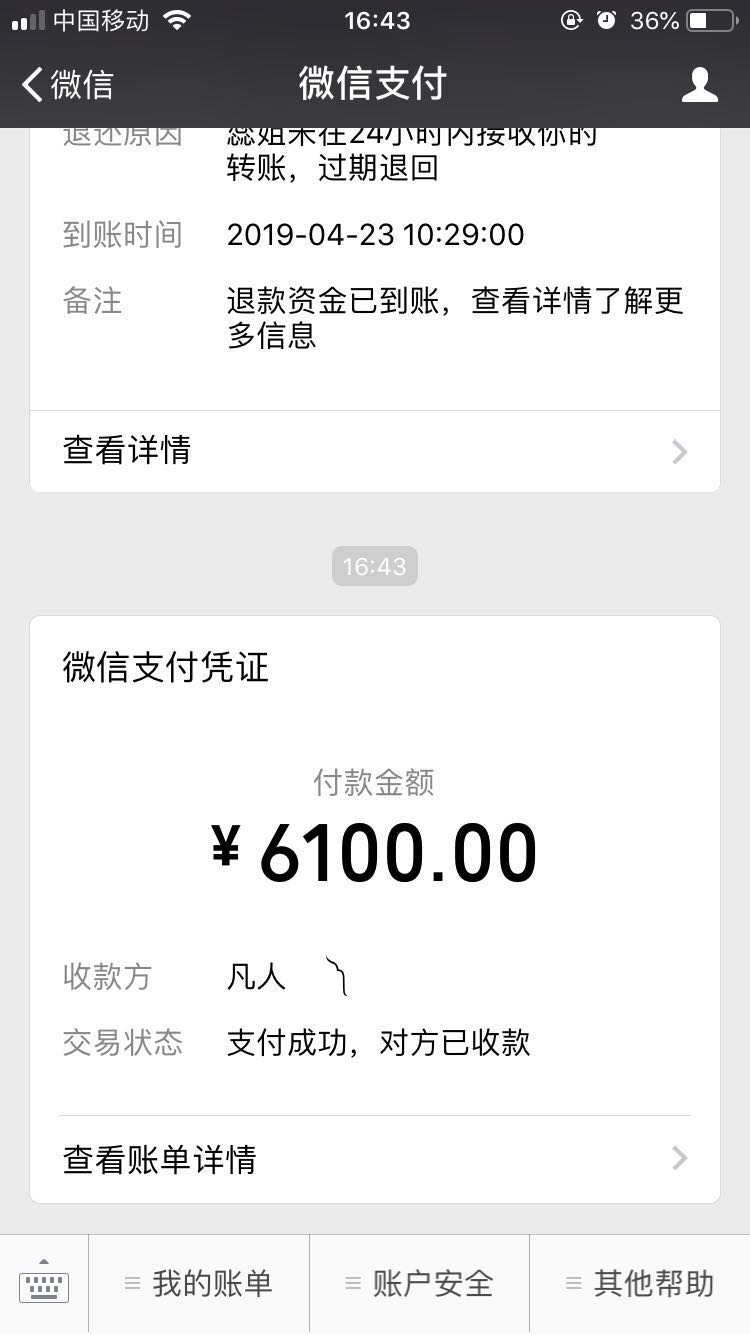 中国移动 16:43 36%
微信 微信支付
退还原因 蕊姐未在24小时内接收你的
转账，过期退回
到账时间 2019-04-23 10:29:00
备注 退款资金已到账，查看详情了解更
多信息
查看详情
16:43
微信支付凭证
付款金额
¥6100.00
收款方 凡人
交易状态 支付成功，对方已收款
查看账单详情
我的账单 账户安全 其他帮助